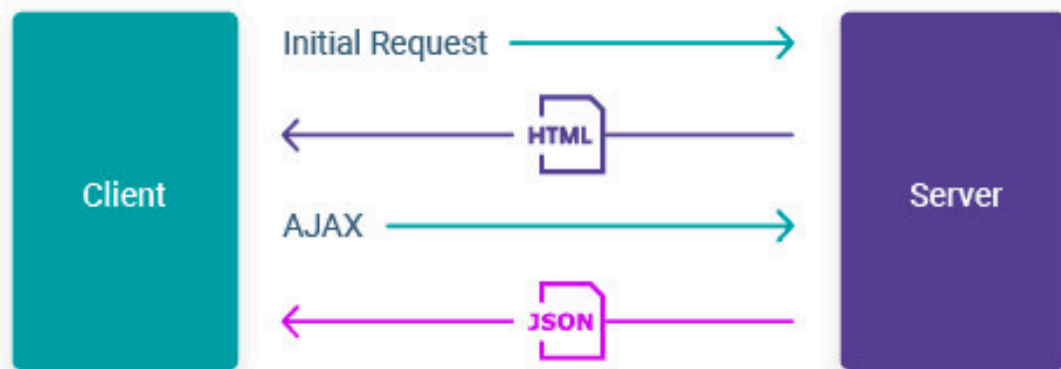 Initial Request
HTML
Client
Server
AJAX
JSON